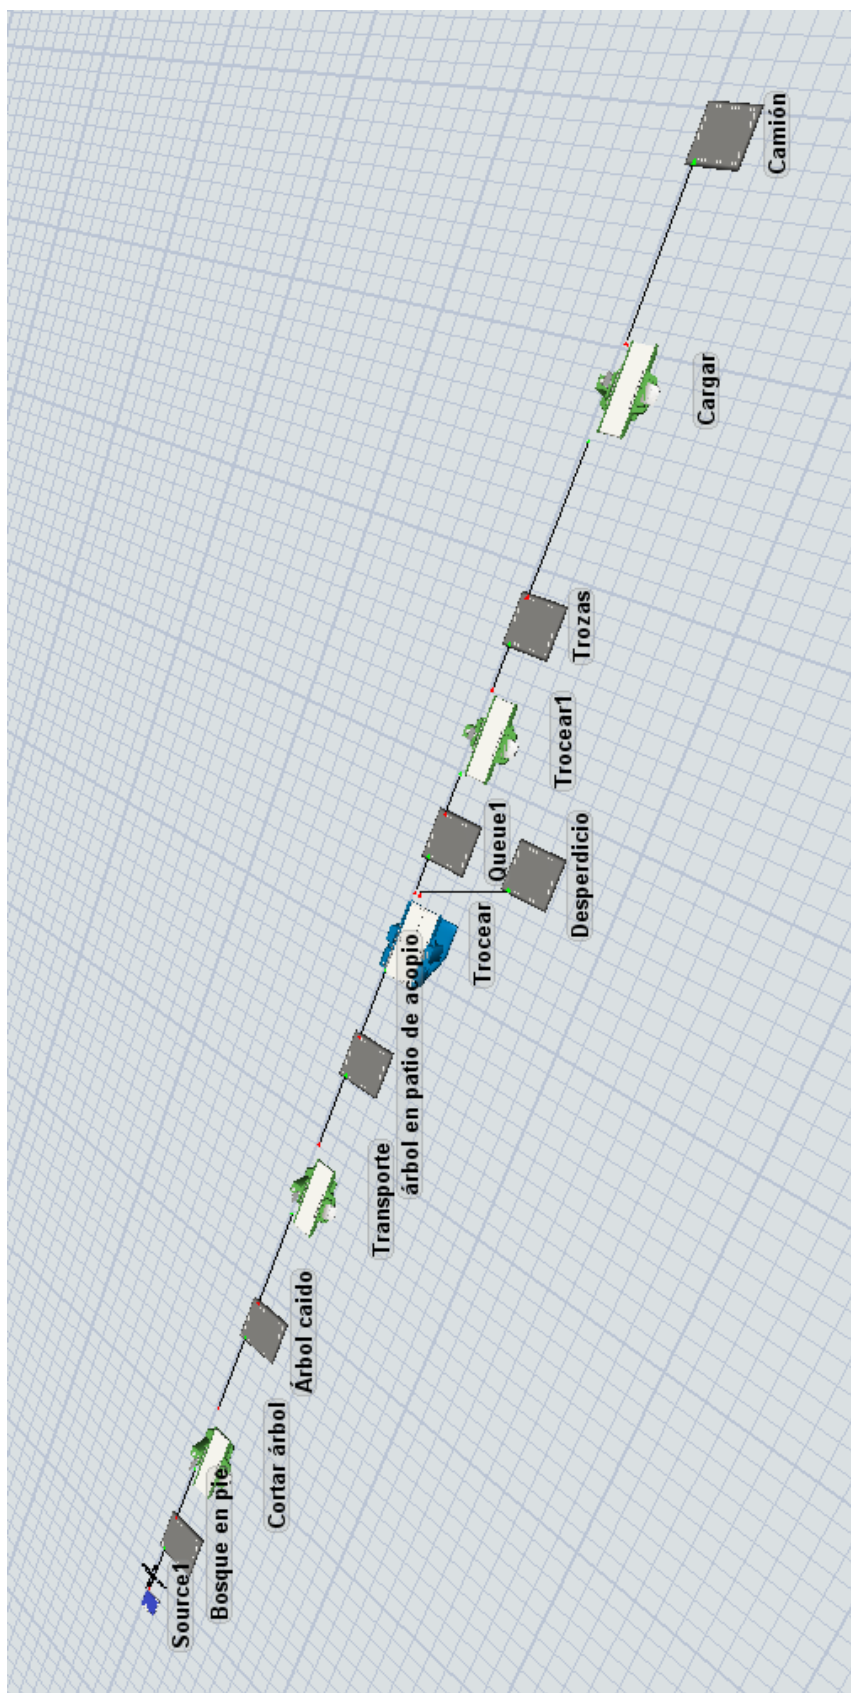 Source1
Bosque en pie
Cortar árbol
Árbol caido
Transporte
árbol en patio de acopio
Trocear
Desperdicio
Queue1
Trocear1
Trozas
Cargar
Camión